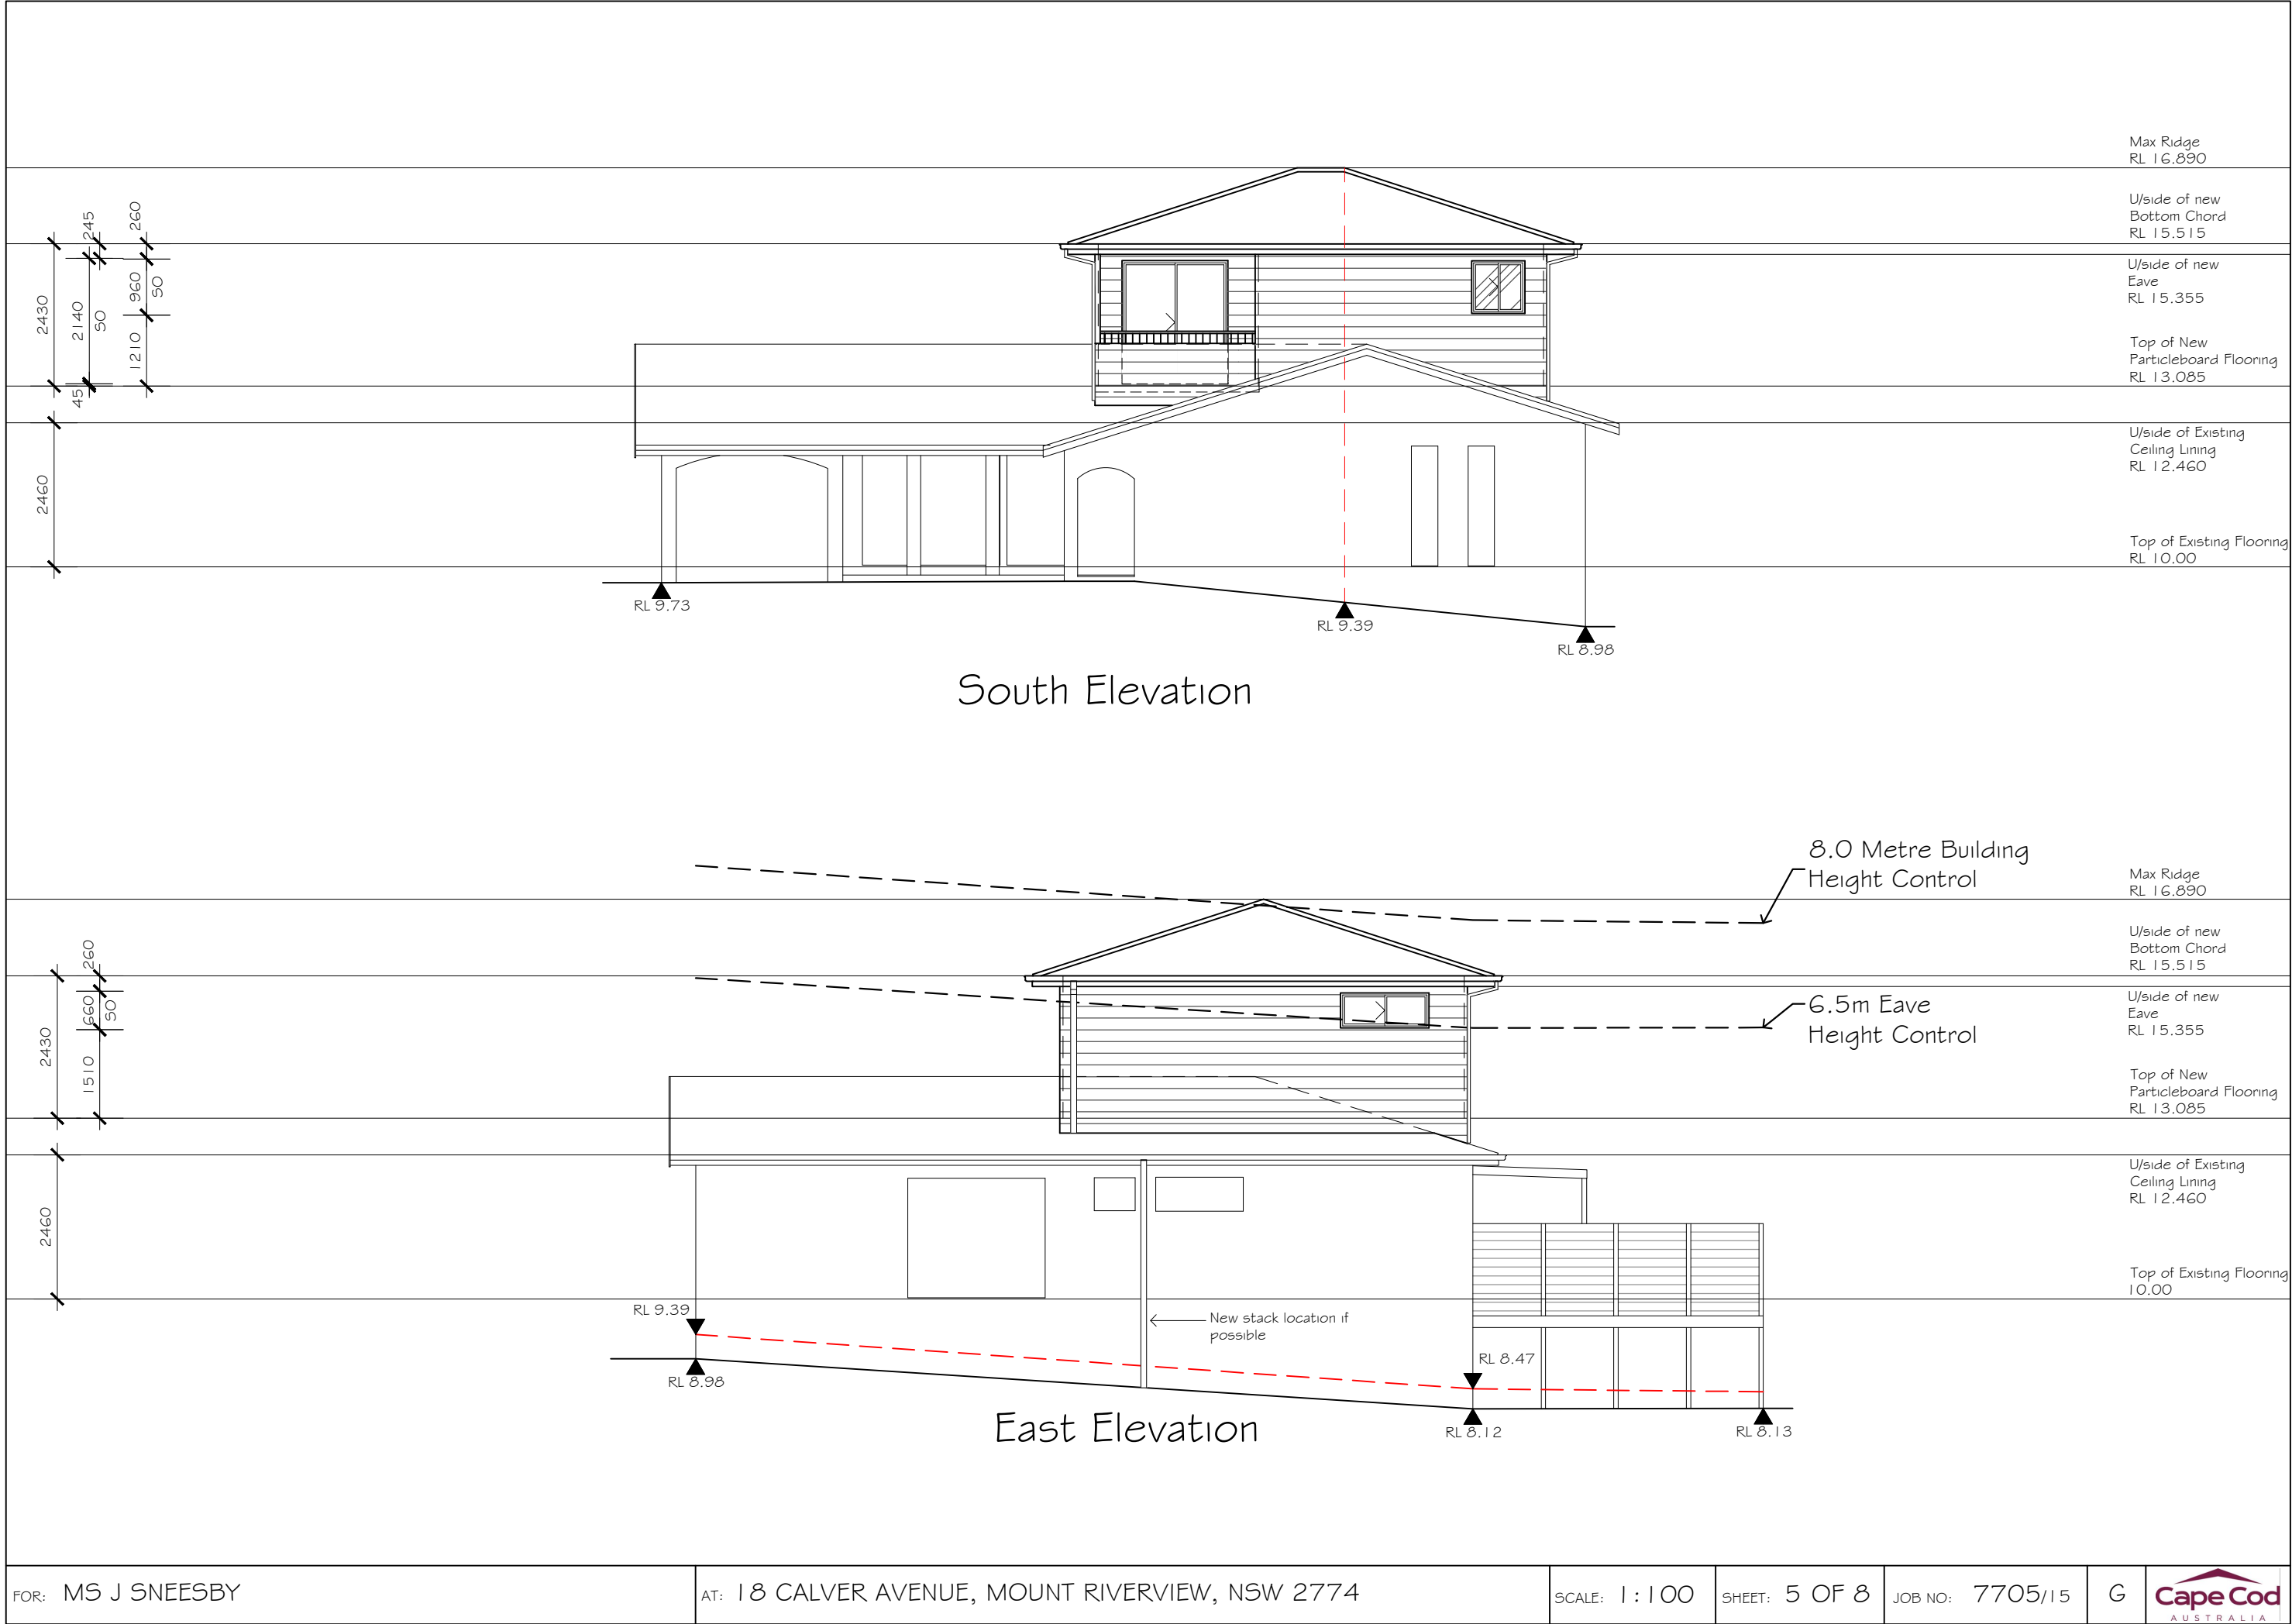 Max Ridge
RL 16.890
U/side of new
Bottom Chord
RL 15.515
U/side of new
Eave
RL 15.355
Top of New
Particleboard Flooring
RL 13.085
U/side of Existing
Ceiling Lining
RL 12.460
Top of Existing Flooring
RL 10.00
2430
2460
2140
45
245
50
260
960
50
1210
RL 9.73
RL 9.39
RL 8.98
South Elevation
8.0 Metre Building
Height Control
6.5m Eave
Height Control
Max Ridge
RL 16.890
U/side of new
Bottom Chord
RL 15.515
U/side of new
Eave
RL 15.355
Top of New
Particleboard Flooring
RL 13.085
U/side of Existing
Ceiling Lining
RL 12.460
Top of Existing Flooring
10.00
2430
2460
260
660
50
1510
RL 9.39
RL 8.98
New stack location if
possible
RL 8.47
RL 8.12
RL 8.13
East Elevation
FOR: MS J SNEESBY
AT: 18 CALVER AVENUE, MOUNT RIVERVIEW, NSW 2774
SCALE: 1:100
SHEET: 5 OF 8
JOB NO: 7705/15
G
Cape Cod
AUSTRALIA